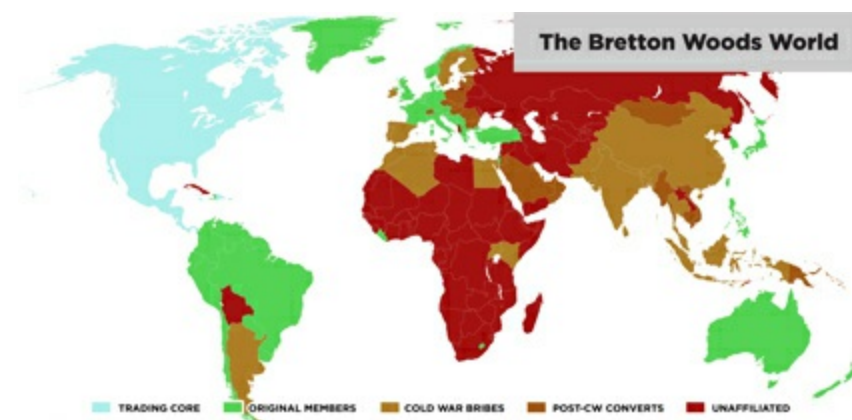 The Bretton Woods World
TRADING CORE ORIGINAL MEMBERS COLD WAR BRIBES POST-CW CONVERTS UNAFFILIATED